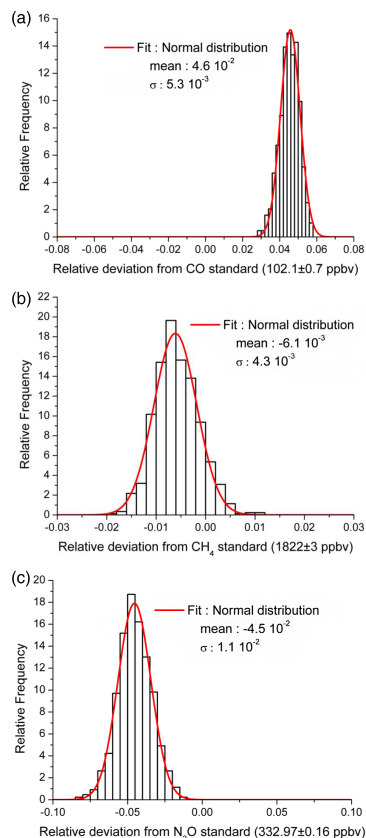 (a)
16
14
12
10
8
6
4
2
0
Relative Frequency
Fit : Normal distribution
mean : 4.6 10⁻²
σ : 5.3 10⁻³
-0.08 -0.06 -0.04 -0.02 0.00 0.02 0.04 0.06 0.08
Relative deviation from CO standard (102.1±0.7 ppbv)
(b)
22
20
18
16
14
12
10
8
6
4
2
0
Relative Frequency
Fit : Normal distribution
mean : -6.1 10⁻³
σ : 4.3 10⁻³
-0.03 -0.02 -0.01 0.00 0.01 0.02 0.03
Relative deviation from CH₄ standard (1822±3 ppbv)
(c)
20
18
16
14
12
10
8
6
4
2
0
Relative Frequency
Fit : Normal distribution
mean : -4.5 10⁻²
σ : 1.1 10⁻²
-0.10 -0.05 0.00 0.05 0.10
Relative deviation from N₂O standard (332.97±0.16 ppbv)